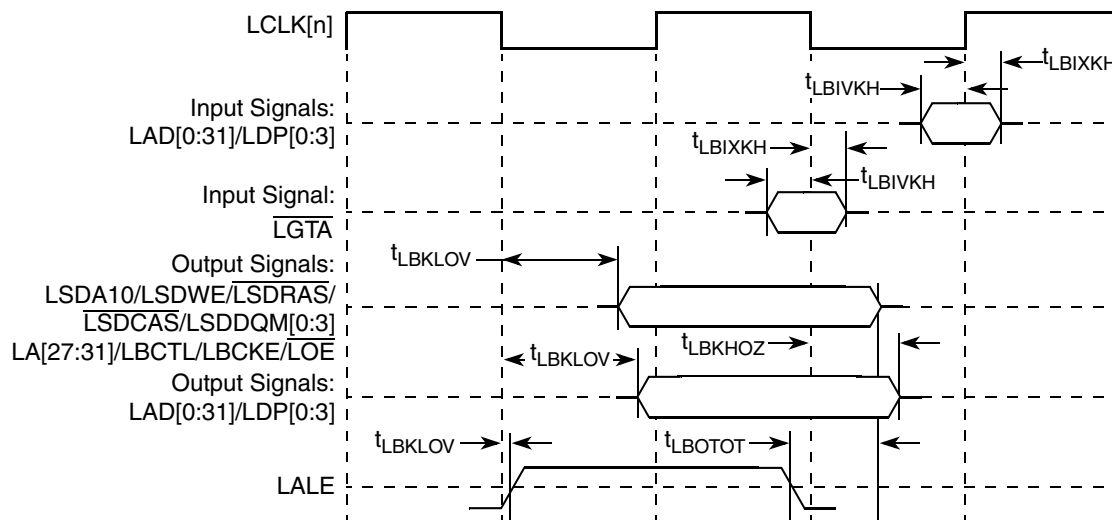 LCLK[n]
tLBIXKH
tLBIVKH
Input Signals:
LAD[0:31]/LDP[0:3]
tLBIXKH
tLBIVKH
Input Signal:
LGTA
tLBKLOV
Output Signals:
LSDA10/LSDWE/LSDRAS/
LSDCAS/LSDDQM[0:3]
LA[27:31]/LBCTL/LBCKE/LOE
tLBKHOZ
tLBKLOV
Output Signals:
LAD[0:31]/LDP[0:3]
tLBKLOV
tLBOTOT
LALE